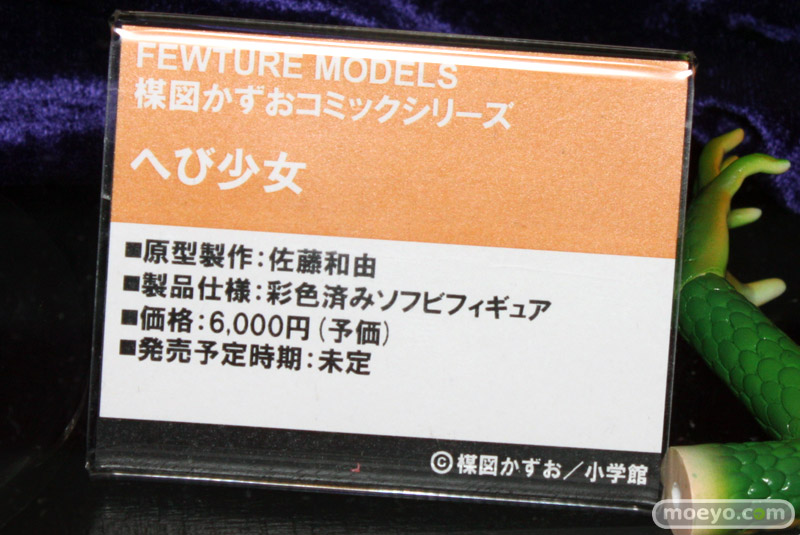 FEWTURE MODELS
楳図かずおコミックシリーズ
へび少女
■原型製作：佐藤和由
■製品仕様：彩色済みソフビフィギュア
■価格：6,000円（予価）
■発売予定時期：未定
©楳図かずお／小学館
moeyo.com